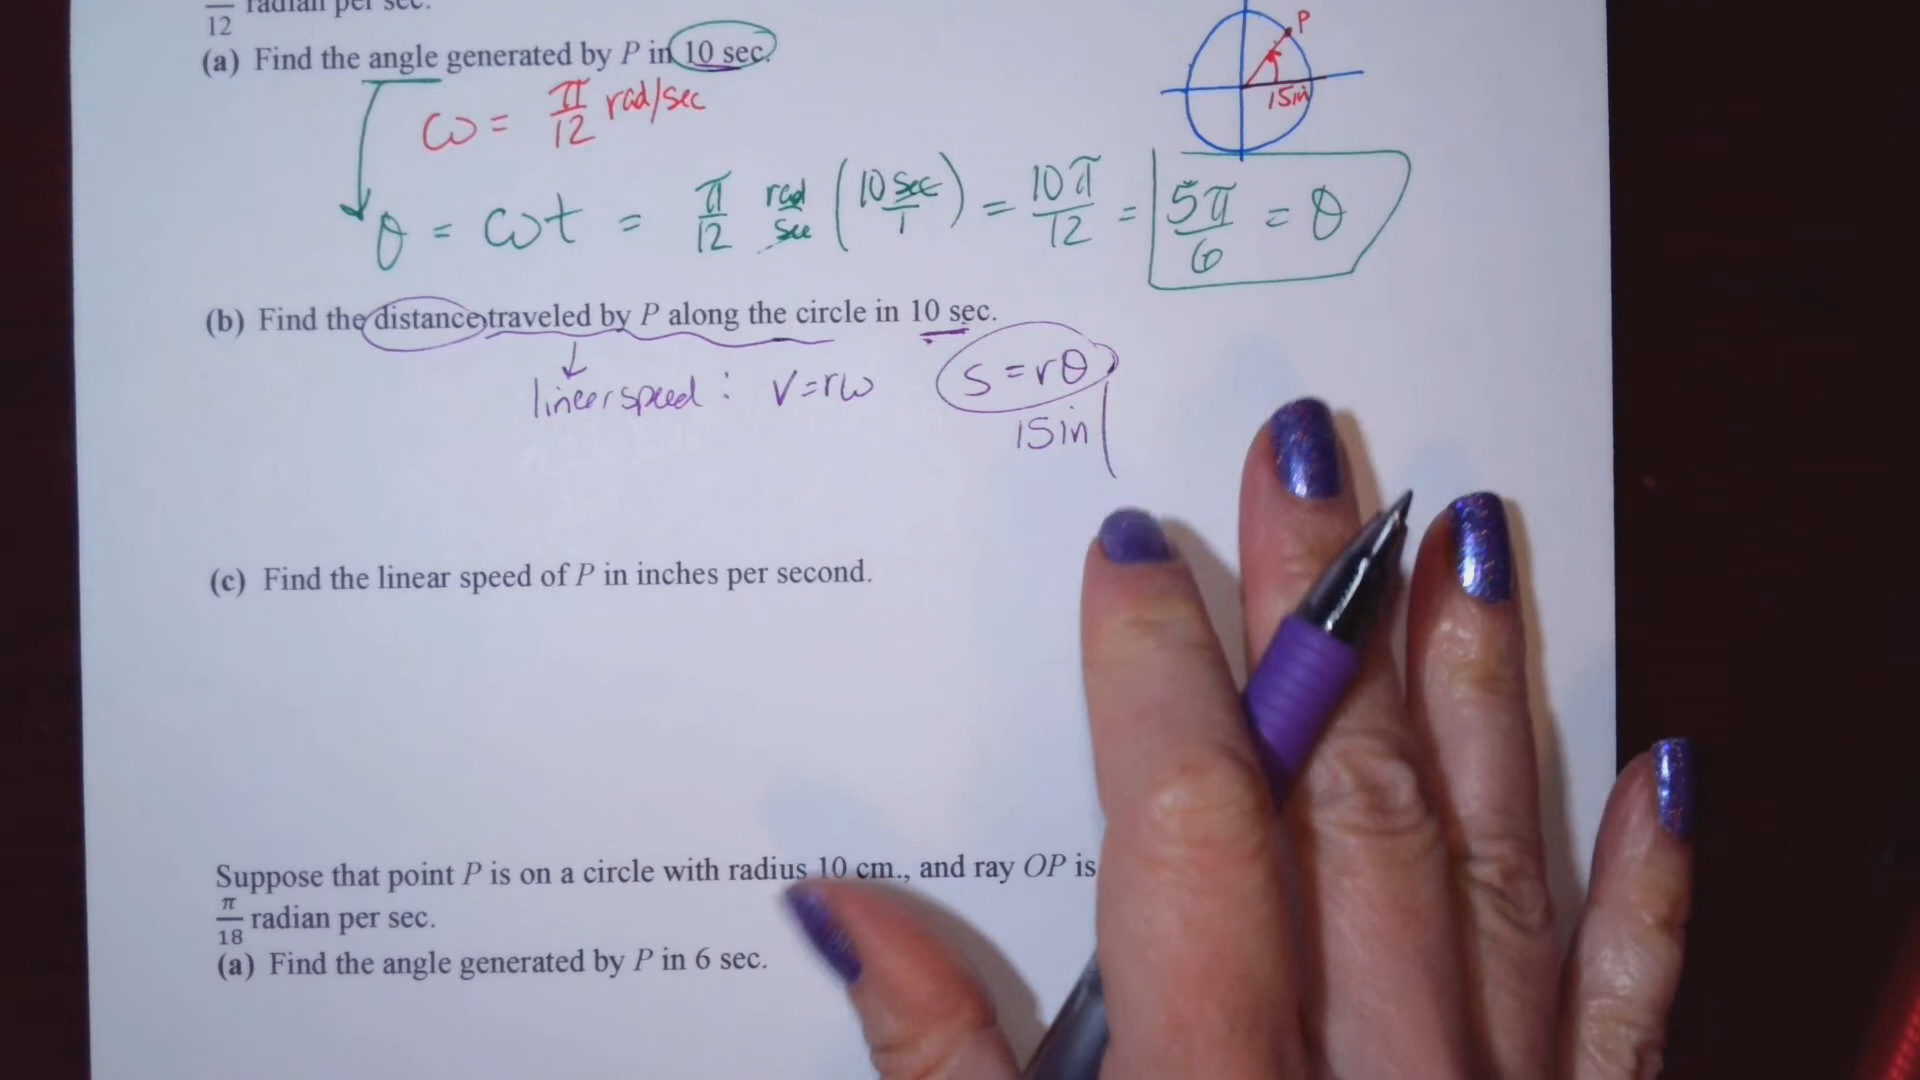 π/12 radian per sec.
(a) Find the angle generated by P in 10 sec.
P
15in
ω = π/12 rad/sec
θ = ωt = π/12 rad/sec (10 sec/1) = 10π/12 = 5π/6 = θ
(b) Find the distance traveled by P along the circle in 10 sec.
linear speed : v=rω s=rθ
15in
(c) Find the linear speed of P in inches per second.
Suppose that point P is on a circle with radius 10 cm., and ray OP is
π/18 radian per sec.
(a) Find the angle generated by P in 6 sec.